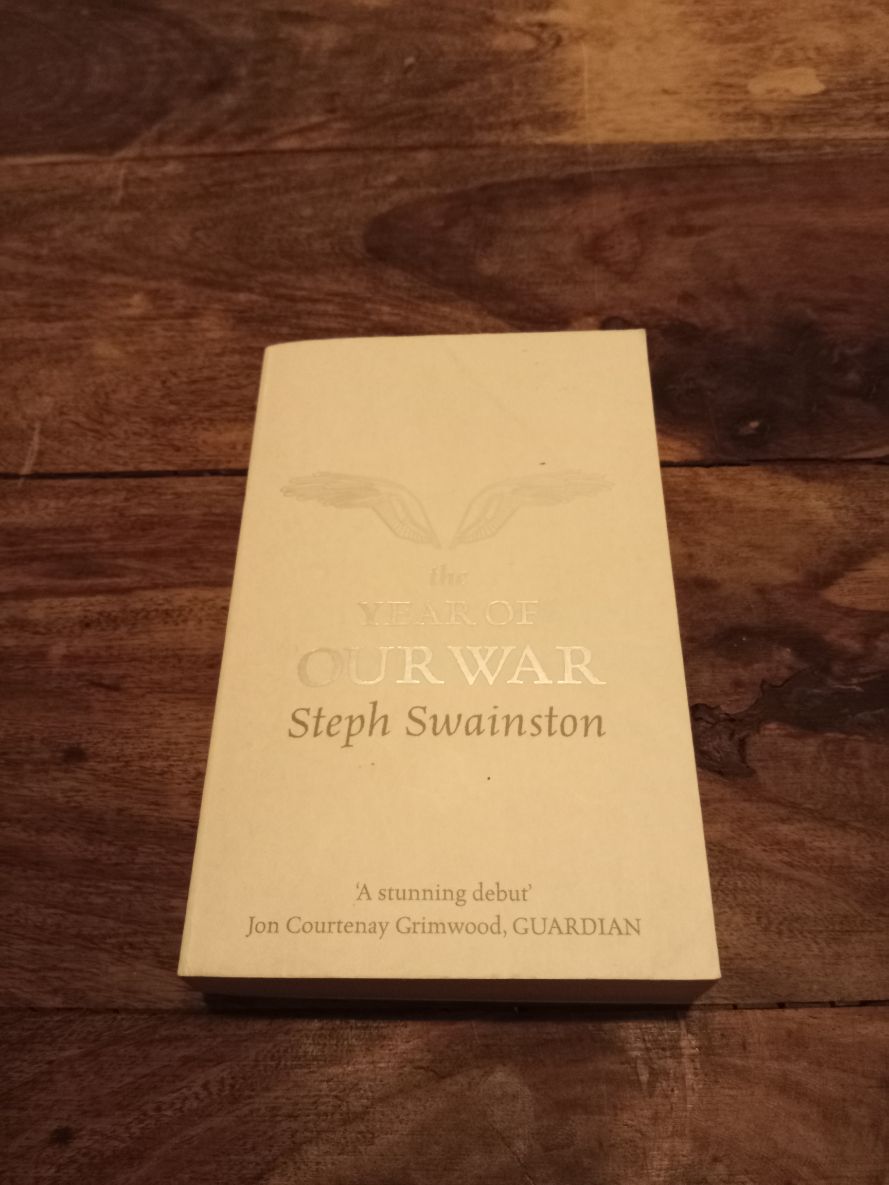 the
YEAR OF
OUR WAR
Steph Swainston
‘A stunning debut’
Jon Courtenay Grimwood, GUARDIAN